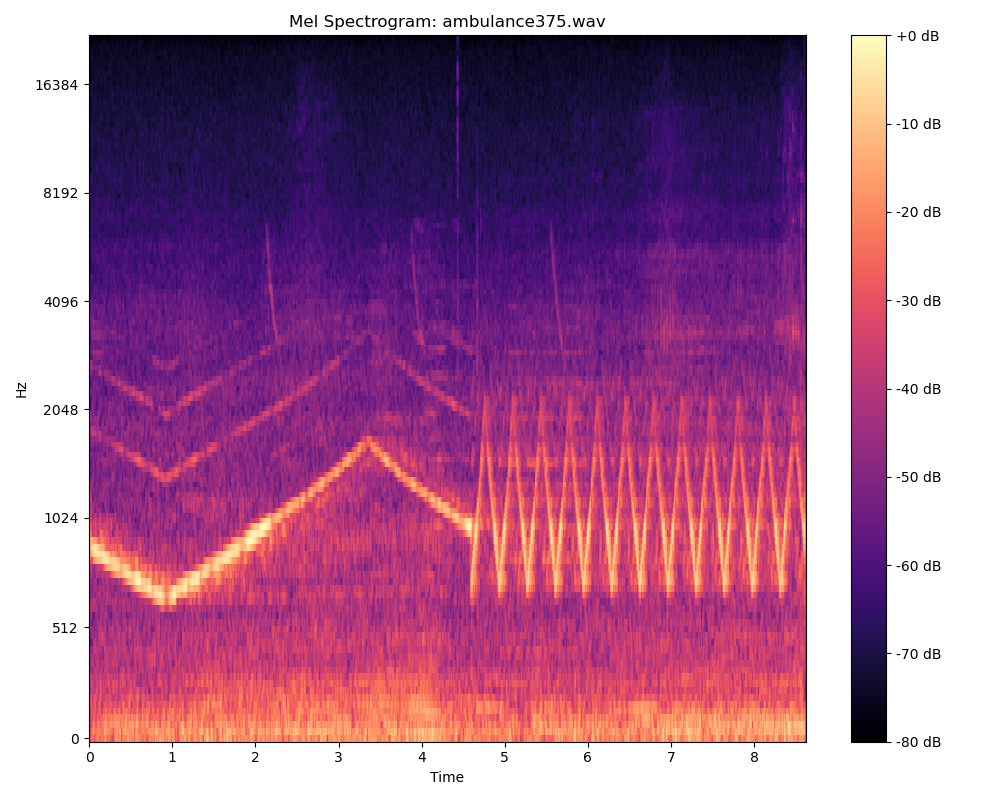 Mel Spectrogram: ambulance375.wav
16384
8192
4096
2048
1024
512
0
Hz
0 1 2 3 4 5 6 7 8
Time
+0 dB
-10 dB
-20 dB
-30 dB
-40 dB
-50 dB
-60 dB
-70 dB
-80 dB